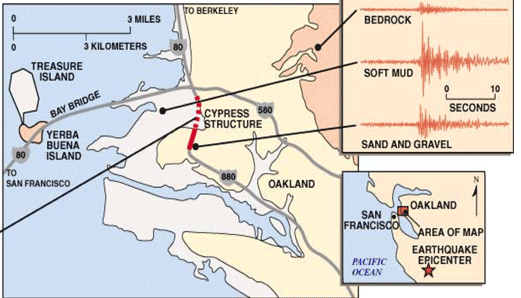 0 3 MILES
0 3 KILOMETERS
TO BERKELEY
80
TREASURE
ISLAND
BAY BRIDGE
YERBA
BUENA
ISLAND
80
TO
SAN FRANCISCO
CYPRESS
STRUCTURE
580
880
OAKLAND
BEDROCK
SOFT MUD
0 10
SECONDS
SAND AND GRAVEL
N
OAKLAND
SAN
FRANCISCO
AREA OF MAP
EARTHQUAKE
EPICENTER
PACIFIC
OCEAN